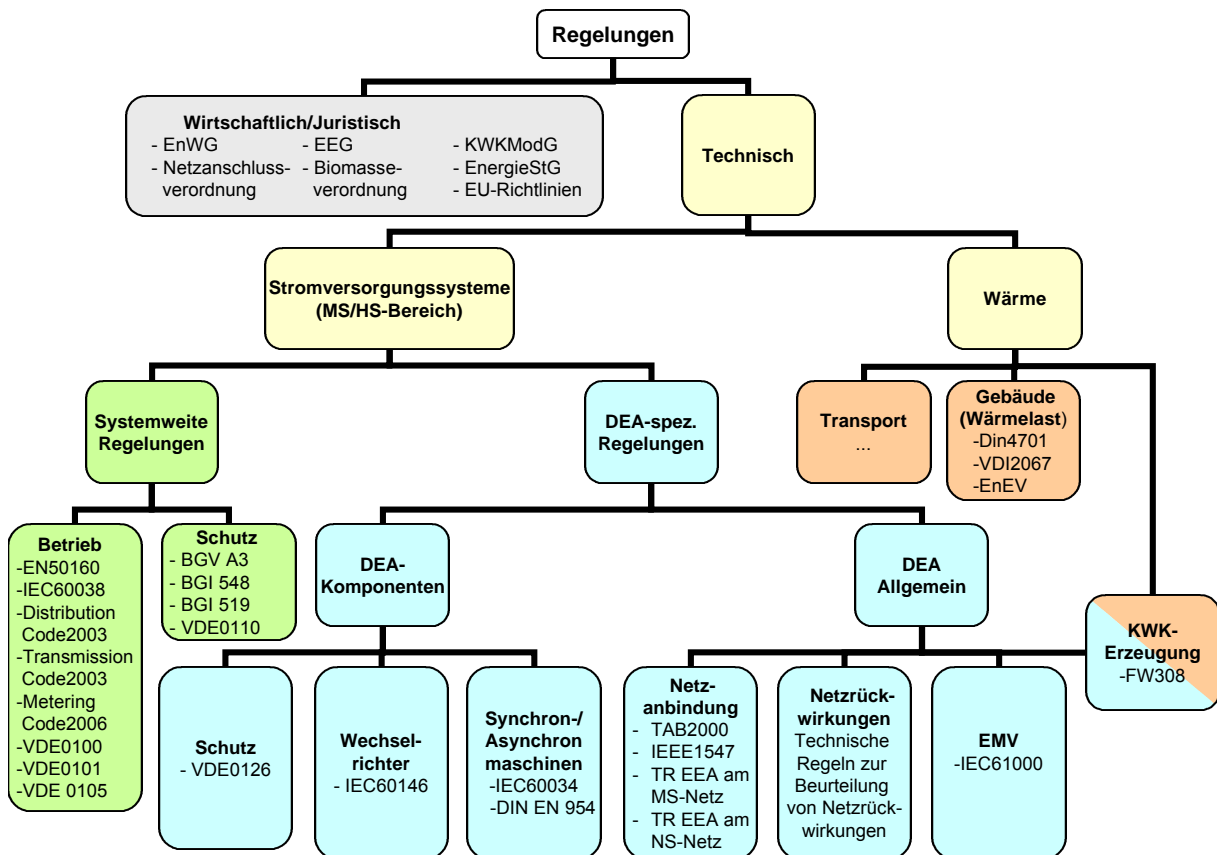 Regelungen
Wirtschaftlich/Juristisch
- EnWG
- Netzanschluss-
verordnung
- EEG
- Biomasse-
verordnung
- KWKModG
- EnergieStG
- EU-Richtlinien
Technisch
Stromversorgungssysteme
(MS/HS-Bereich)
Wärme
Systemweite
Regelungen
DEA-spez.
Regelungen
Transport
...
Gebäude
(Wärmelast)
-Din4701
-VDI2067
-EnEV
Betrieb
-EN50160
-IEC60038
-Distribution
Code2003
-Transmission
Code2003
-Metering
Code2006
-VDE0100
-VDE0101
-VDE 0105
Schutz
- BGV A3
- BGI 548
- BGI 519
- VDE0110
DEA-
Komponenten
DEA
Allgemein
KWK-
Erzeugung
-FW308
Schutz
- VDE0126
Wechsel-
richter
- IEC60146
Synchron-/
Asynchron
maschinen
-IEC60034
-DIN EN 954
Netz-
anbindung
- TAB2000
- IEEE1547
- TR EEA am
MS-Netz
- TR EEA am
NS-Netz
Netzrück-
wirkungen
Technische
Regeln zur
Beurteilung
von Netzrück-
wirkungen
EMV
-IEC61000